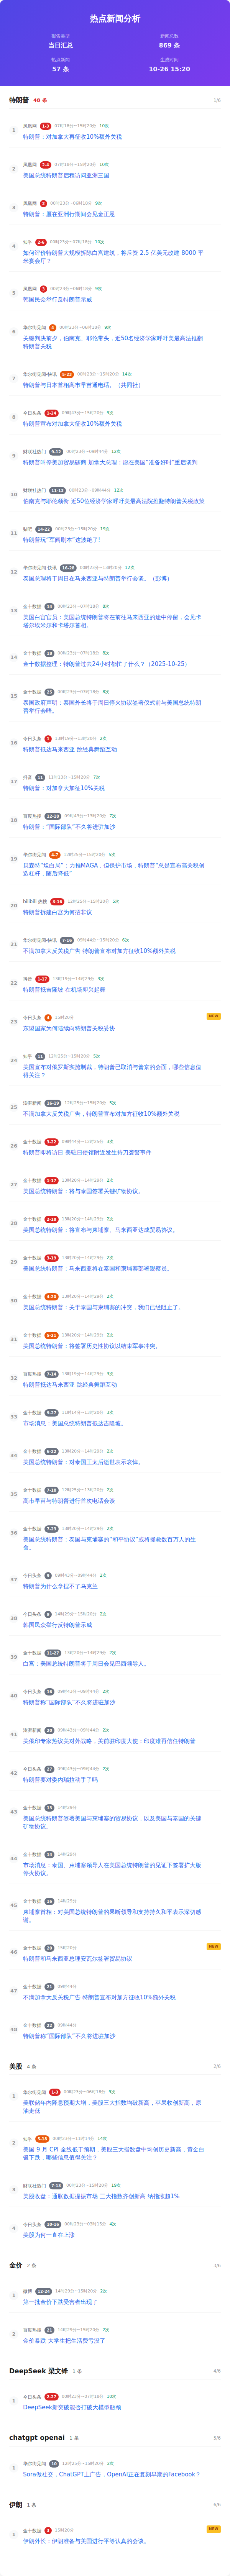 热点新闻分析
报告类型
新闻总数
当日汇总
869 条
热点新闻
生成时间
57 条
10-26 15:20
特朗普 48 条
1/6
1
凤凰网 1-3 07时18分~15时20分 10次
特朗普：对加拿大再征收10%额外关税
2
凤凰网 2-4 07时18分~15时20分 10次
美国总统特朗普启程访问亚洲三国
3
凤凰网 2 00时23分~06时18分 9次
特朗普：愿在亚洲行期间会见金正恩
4
知乎 2-6 00时23分~07时18分 10次
如何评价特朗普大规模拆除白宫建筑，将斥资 2.5 亿美元改建 8000 平
米宴会厅？
5
凤凰网 3 00时23分~06时18分 9次
韩国民众举行反特朗普示威
6
华尔街见闻 4 00时23分~06时18分 9次
关键判决前夕，伯南克、耶伦带头，近50名经济学家呼吁美最高法推翻
特朗普关税
7
华尔街见闻-快讯 5-23 00时23分~15时20分 14次
特朗普与日本首相高市早苗通电话。（共同社）
8
今日头条 1-24 09时43分~15时20分 9次
特朗普宣布对加拿大征收10%额外关税
9
财联社热门 9-12 00时23分~09时44分 12次
特朗普叫停美加贸易磋商 加拿大总理：愿在美国“准备好时”重启谈判
10
财联社热门 11-13 00时23分~09时44分 12次
伯南克与耶伦领衔 近50位经济学家呼吁美最高法院推翻特朗普关税政策
11
贴吧 14-22 00时23分~15时20分 19次
特朗普玩“军阀剧本”这波绝了!
12
华尔街见闻-快讯 16-28 00时23分~13时20分 12次
泰国总理将于周日在马来西亚与特朗普举行会谈。（彭博）
13
金十数据 14 00时23分~07时18分 8次
美国白宫官员：美国总统特朗普将在前往马来西亚的途中停留，会见卡
塔尔埃米尔和卡塔尔首相。
14
金十数据 18 00时23分~07时18分 8次
金十数据整理：特朗普过去24小时都忙了什么？（2025-10-25）
15
金十数据 25 00时23分~07时18分 8次
泰国政府声明：泰国外长将于周日停火协议签署仪式前与美国总统特朗
普举行会晤。
16
今日头条 1 13时19分~13时20分 2次
特朗普抵达马来西亚 跳经典舞蹈互动
17
抖音 11 11时13分~15时20分 7次
特朗普：对加拿大加征10%关税
18
百度热搜 12-18 09时43分~13时20分 7次
特朗普：“国际部队”不久将进驻加沙
19
华尔街见闻 4-7 12时25分~15时20分 5次
贝森特“坦白局”：力推MAGA，但保护市场，特朗普“总是宣布高关税创
造杠杆，随后降低”
20
bilibili 热搜 3-16 12时25分~15时20分 5次
特朗普拆建白宫为何招非议
21
华尔街见闻-快讯 7-26 09时44分~15时20分 6次
不满加拿大反关税广告 特朗普宣布对加方征收10%额外关税
22
抖音 1-17 13时19分~14时29分 3次
特朗普抵吉隆坡 在机场即兴起舞
23
今日头条 4 15时20分
NEW
东盟国家为何陆续向特朗普关税妥协
24
知乎 11 12时25分~15时20分 5次
美国宣布对俄罗斯实施制裁，特朗普已取消与普京的会面，哪些信息值
得关注？
25
澎湃新闻 16-19 12时25分~15时20分 5次
不满加拿大反关税广告，特朗普宣布对加方征收10%额外关税
26
金十数据 3-22 09时44分~12时25分 3次
特朗普即将访日 美驻日使馆附近发生持刀袭警事件
27
金十数据 1-17 13时20分~14时29分 2次
美国总统特朗普：将与泰国签署关键矿物协议。
28
金十数据 2-18 13时20分~14时29分 2次
美国总统特朗普：将宣布与柬埔寨、马来西亚达成贸易协议。
29
金十数据 3-19 13时20分~14时29分 2次
美国总统特朗普：马来西亚将在泰国和柬埔寨部署观察员。
30
金十数据 4-20 13时20分~14时29分 2次
美国总统特朗普：关于泰国与柬埔寨的冲突，我们已经阻止了。
31
金十数据 5-21 13时20分~14时29分 2次
美国总统特朗普：将签署历史性协议以结束军事冲突。
32
百度热搜 7-14 13时19分~14时29分 3次
特朗普抵达马来西亚 跳经典舞蹈互动
33
金十数据 9-27 11时14分~13时20分 3次
市场消息：美国总统特朗普抵达吉隆坡。
34
金十数据 6-22 13时20分~14时29分 2次
美国总统特朗普：对泰国王太后逝世表示哀悼。
35
金十数据 7-18 12时25分~13时20分 2次
高市早苗与特朗普进行首次电话会谈
36
金十数据 7-23 13时20分~14时29分 2次
美国总统特朗普：泰国与柬埔寨的“和平协议”或将拯救数百万人的生
命。
37
今日头条 9 09时43分~09时44分 2次
特朗普为什么拿捏不了乌克兰
38
今日头条 9 14时29分~15时20分 2次
韩国民众举行反特朗普示威
39
金十数据 11-27 13时20分~14时29分 2次
白宫：美国总统特朗普将于周日会见巴西领导人。
40
今日头条 16 09时43分~09时44分 2次
特朗普称“国际部队”不久将进驻加沙
41
澎湃新闻 20 09时43分~09时44分 2次
美俄印专家热议美对外战略，美前驻印度大使：印度难再信任特朗普
42
今日头条 27 09时43分~09时44分 2次
特朗普要对委内瑞拉动手了吗
43
金十数据 13 14时29分
美国总统特朗普签署美国与柬埔寨的贸易协议，以及美国与泰国的关键
矿物协议。
44
金十数据 14 14时29分
市场消息：泰国、柬埔寨领导人在美国总统特朗普的见证下签署扩大版
停火协议。
45
金十数据 16 14时29分
柬埔寨首相：对美国总统特朗普的果断领导和支持持久和平表示深切感
谢。
46
金十数据 20 15时20分
NEW
特朗普和马来西亚总理安瓦尔签署贸易协议
47
金十数据 21 09时44分
不满加拿大反关税广告 特朗普宣布对加方征收10%额外关税
48
金十数据 23 09时44分
特朗普称“国际部队”不久将进驻加沙
美股 4 条
2/6
1
华尔街见闻 1-3 00时23分~06时18分 9次
美联储年内降息预期大增，美股三大指数均破新高，苹果收创新高，原
油走低
2
知乎 5-10 00时23分~11时14分 14次
美国 9 月 CPI 全线低于预期，美股三大指数盘中均创历史新高，黄金白
银下跌，哪些信息值得关注？
3
财联社热门 7-13 00时23分~15时20分 19次
美股收盘：通胀数据提振市场 三大指数齐创新高 纳指涨超1%
4
今日头条 10-16 00时23分~03时25分 4次
美股为何一直在上涨
金价 2 条
3/6
1
微博 12-24 14时29分~15时20分 2次
第一批金价下跌受害者出现了
2
百度热搜 21 14时29分~15时20分 2次
金价暴跌 大学生把生活费亏没了
DeepSeek 梁文锋 1 条
4/6
1
今日头条 2-27 00时23分~07时18分 10次
DeepSeek新突破能否打破大模型瓶颈
chatgpt openai 1 条
5/6
1
华尔街见闻 10 12时25分~15时20分 2次
Sora做社交，ChatGPT上广告，OpenAI正在复刻早期的Facebook？
伊朗 1 条
6/6
1
金十数据 3 15时20分
NEW
伊朗外长：伊朗准备与美国进行平等认真的会谈。